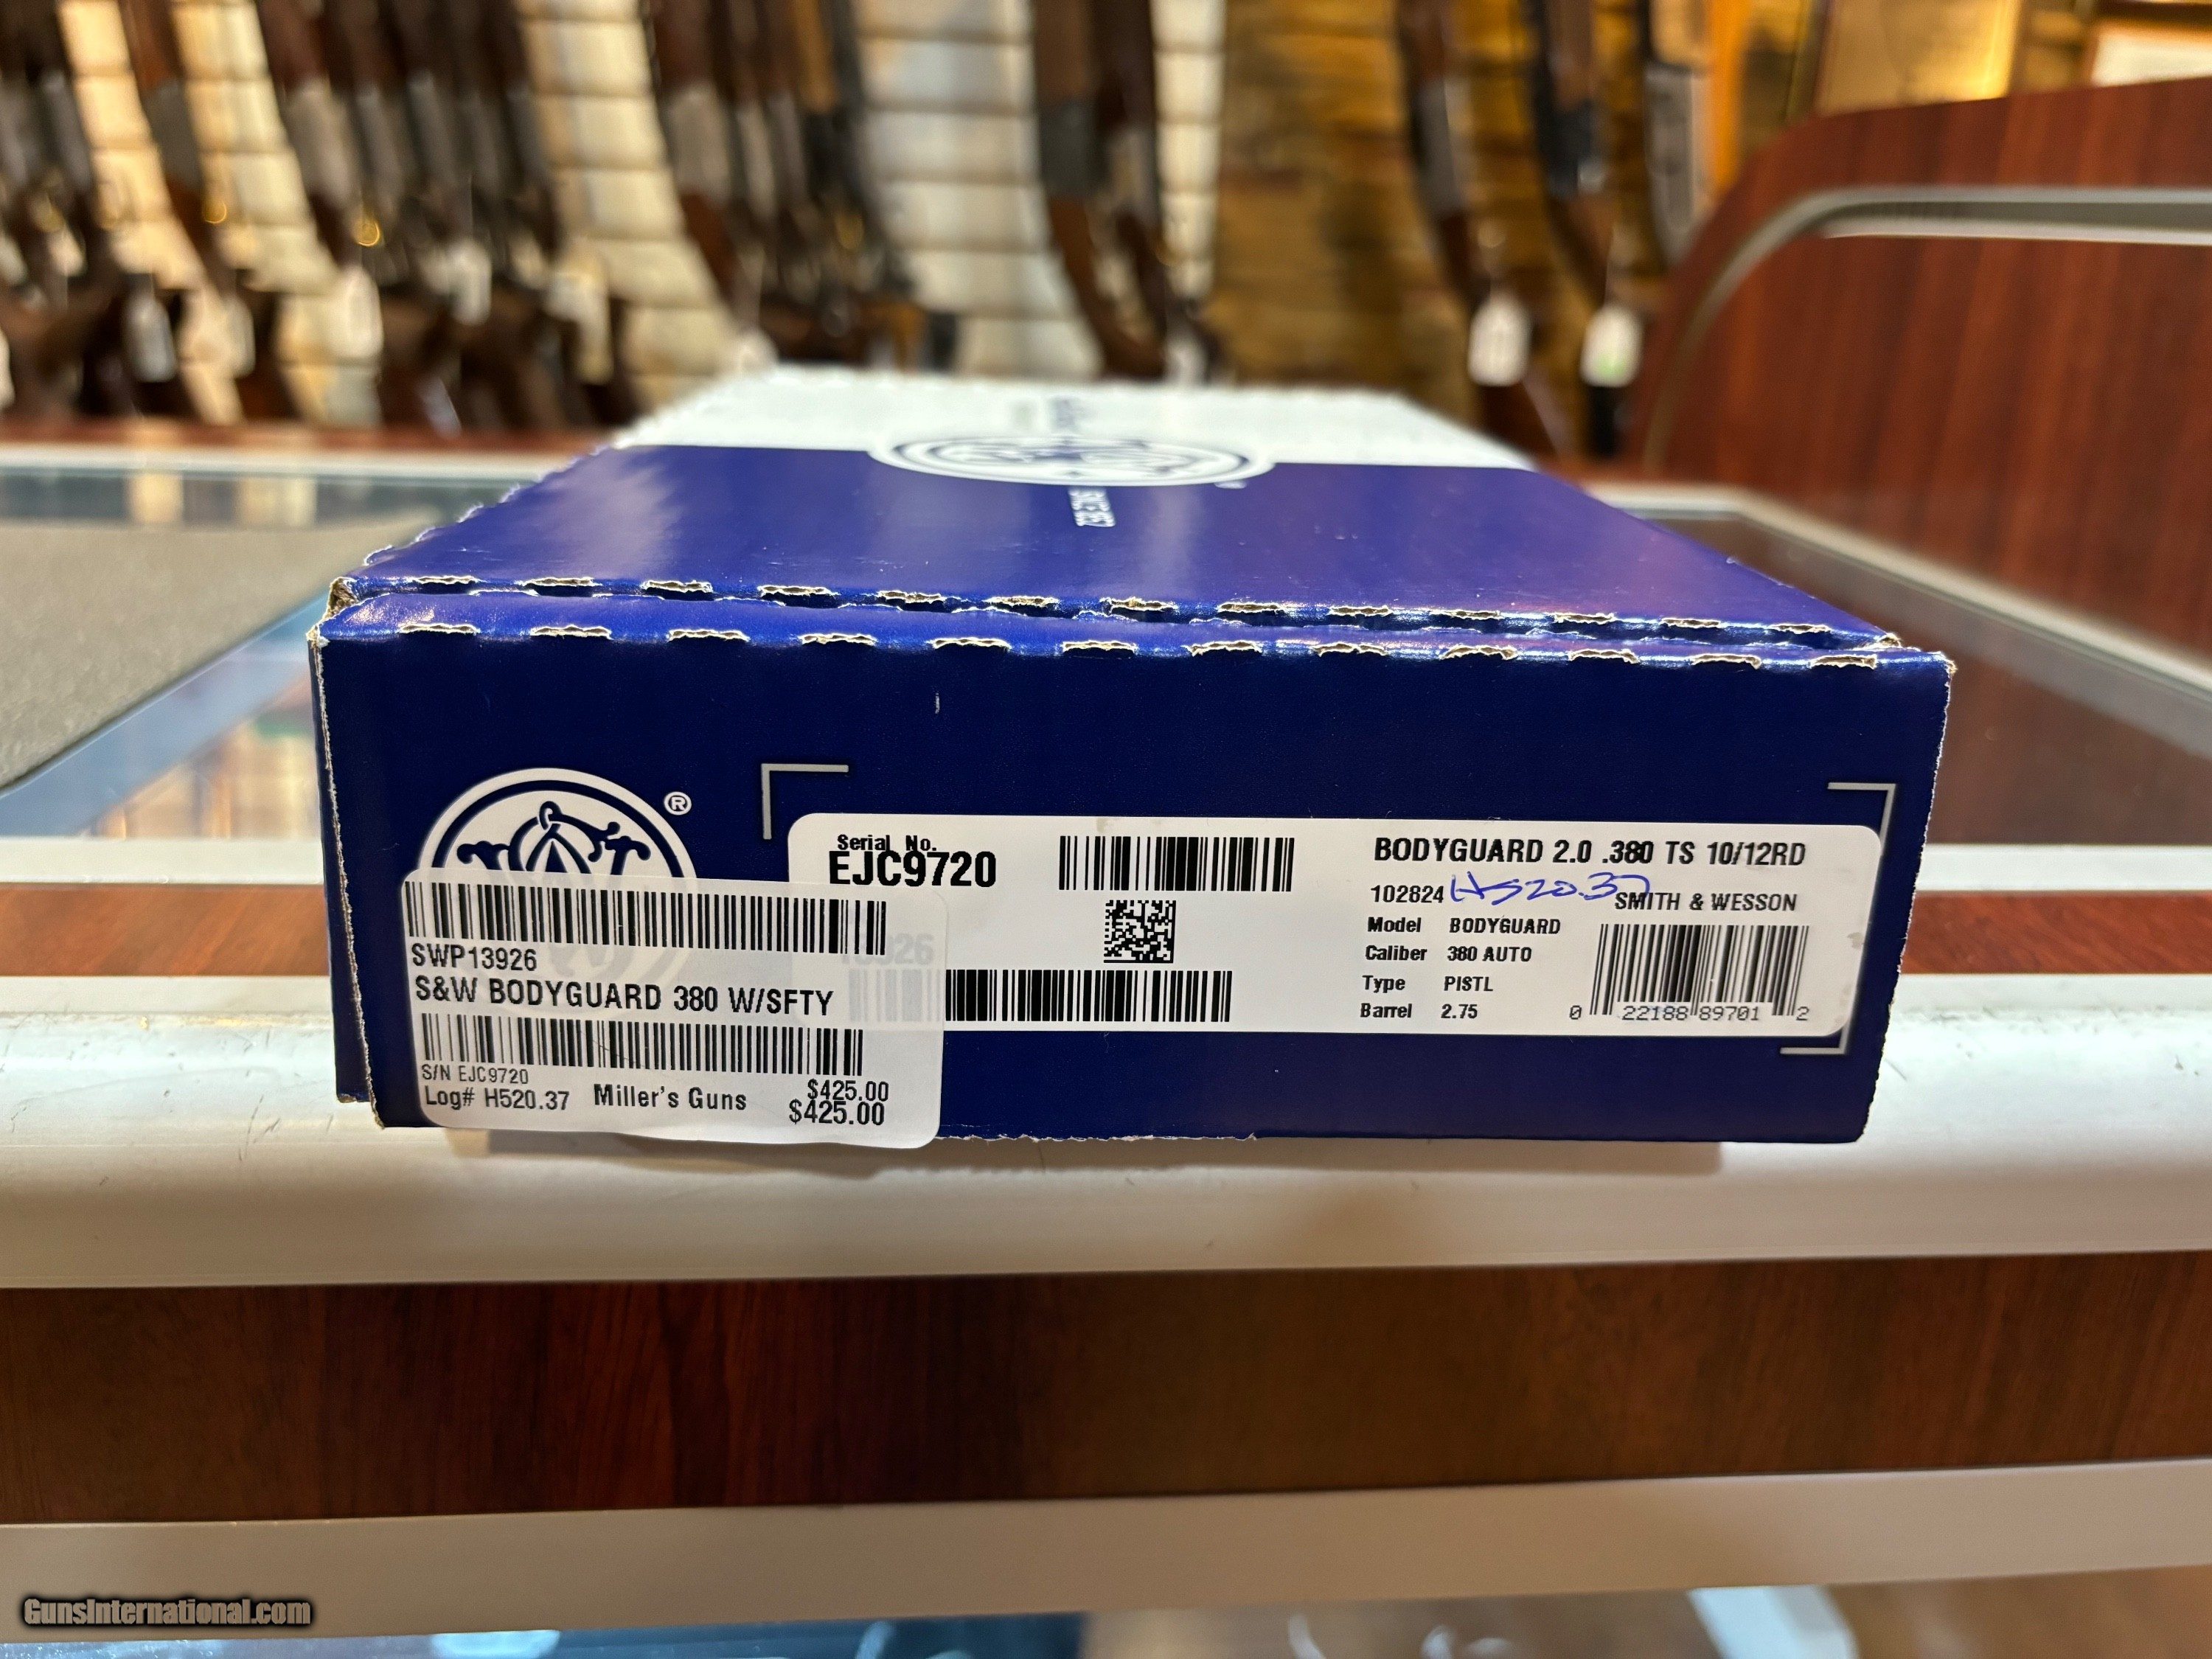 SINCE 1852
®
Serial No.
EJC9720
BODYGUARD 2.0 .380 TS 10/12RD
102824 H520.37 SMITH & WESSON
Model BODYGUARD
Caliber 380 AUTO
Type PISTL
Barrel 2.75
0 22188 89701 2
SWP13926
S&W BODYGUARD 380 W/SFTY
S/N EJC9720
Log# H520.37 Miller's Guns $425.00
$425.00
GunsInternational.com